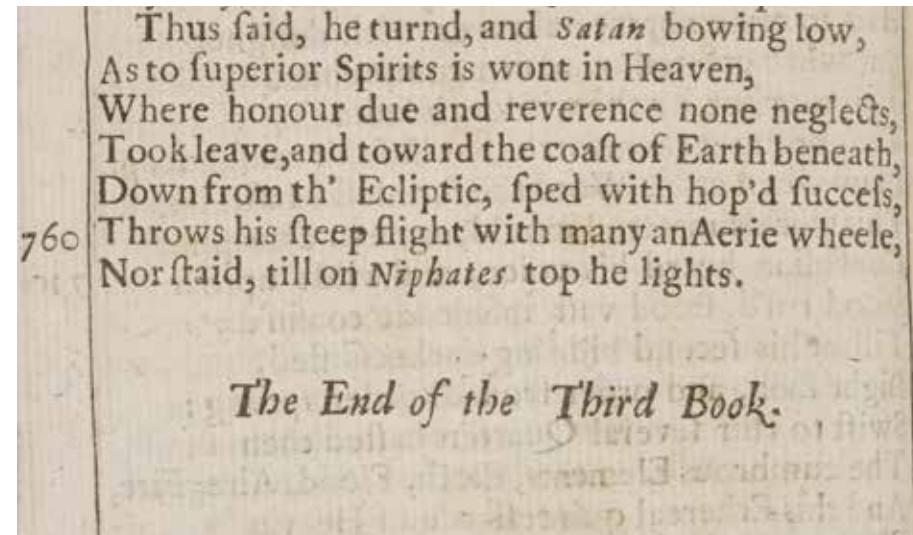 Thus ſaid, he turnd, and Satan bowing low,
As to ſuperior Spirits is wont in Heaven,
Where honour due and reverence none neglects,
Took leave, and toward the coaſt of Earth beneath,
Down from th' Ecliptic, ſped with hop'd ſucceſs,
760 Throws his ſteep flight with many an Aerie wheele,
Nor ſtaid, till on Niphates top he lights.
The End of the Third Book.